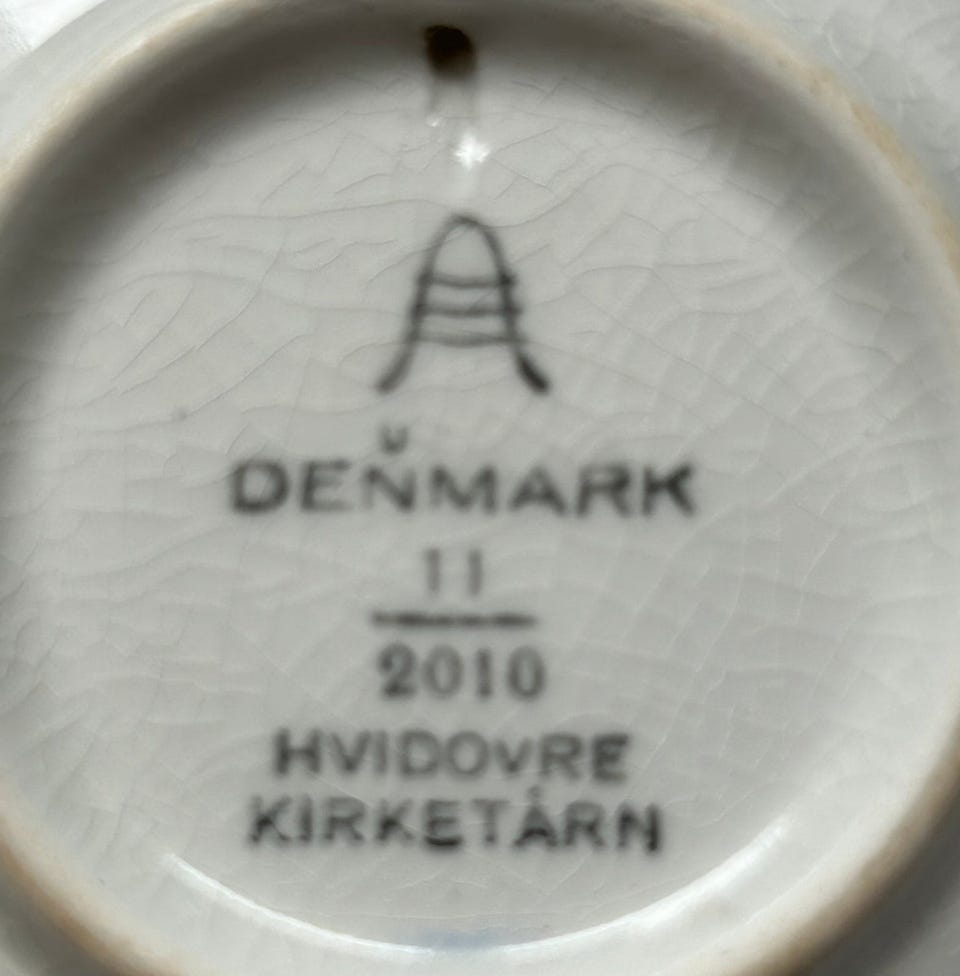 DENMARK
11
2010
HVIDOVRE
KIRKETÅRN